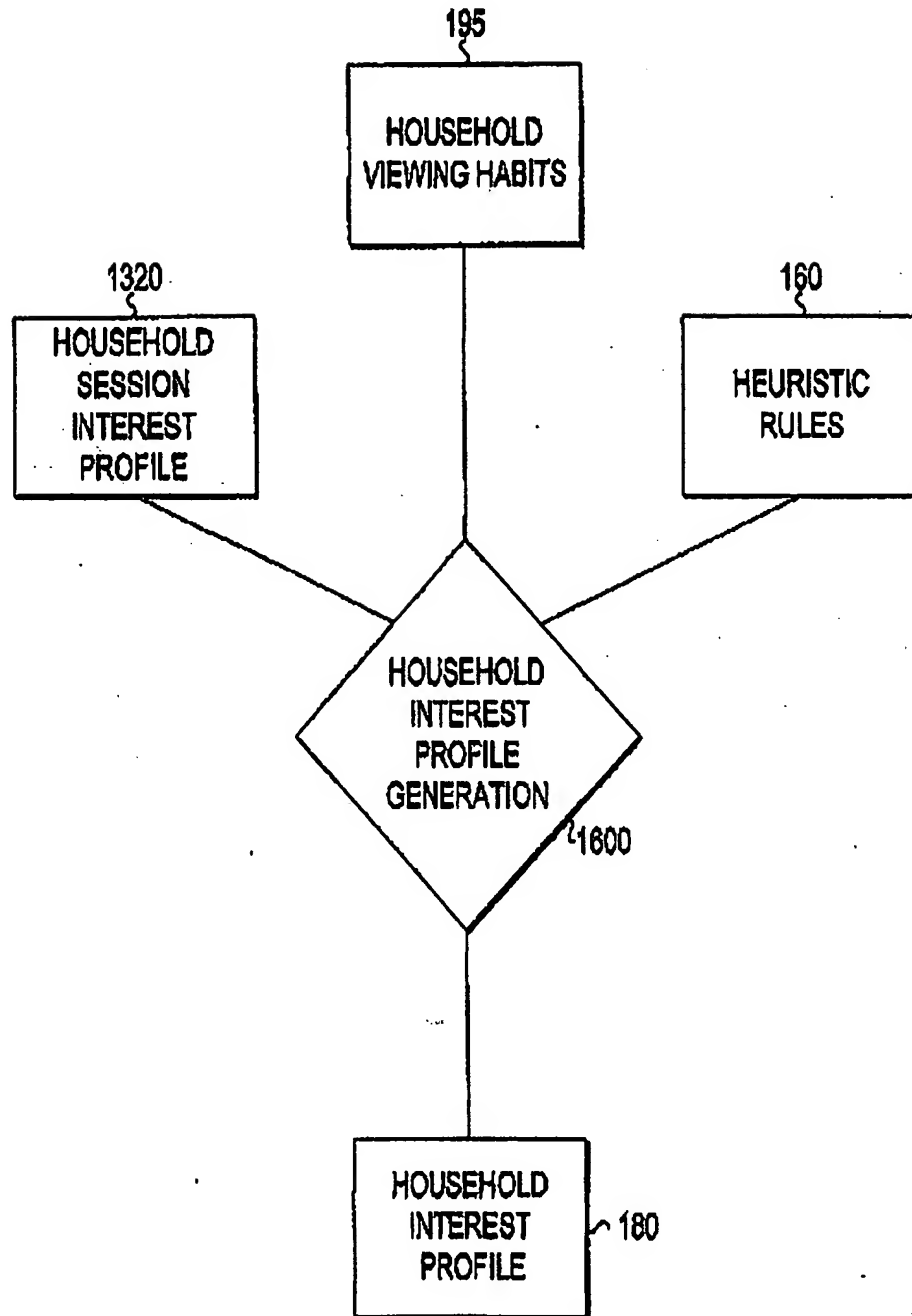 195
HOUSEHOLD
VIEWING HABITS
1320
HOUSEHOLD
SESSION
INTEREST
PROFILE
160
HEURISTIC
RULES
HOUSEHOLD
INTEREST
PROFILE
GENERATION
1600
HOUSEHOLD
INTEREST
PROFILE
180